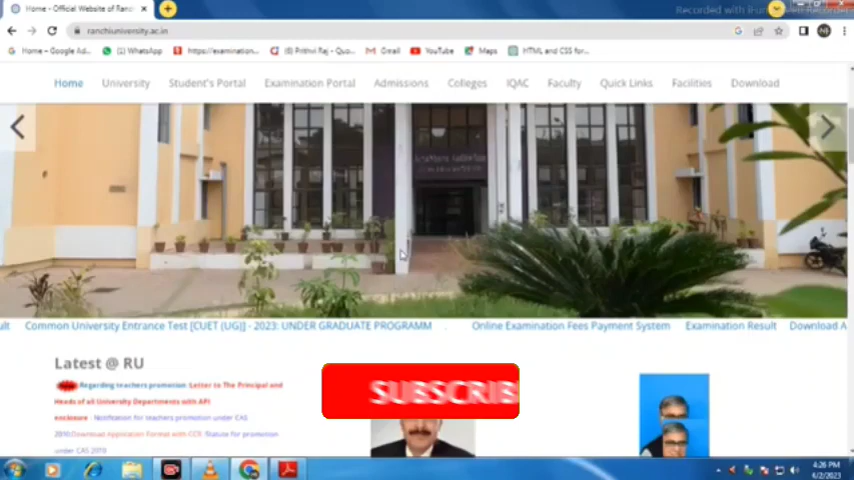 Home - Official Website of Ranc
ranchiuniversity.ac.in
Home – Google Ad...
(1) WhatsApp
https://examination...
(6) Prithvi Raj - Quo...
Gmail
YouTube
Maps
HTML and CSS for...
Home University Student's Portal Examination Portal Admissions Colleges IQAC Faculty Quick Links Facilities Download
ult Common University Entrance Test [CUET (UG)] - 2023: UNDER GRADUATE PROGRAMM . Online Examination Fees Payment System Examination Result Download A
Latest @ RU
Regarding teachers promotion: Letter to The Principal and
Heads of all University Departments with API
enclosure - Notification for teachers promotion under CAS
2010: Download Application Format with CCR Statute for promotion
under CAS 2010
SUBSCRIB
4:26 PM
4/2/2023